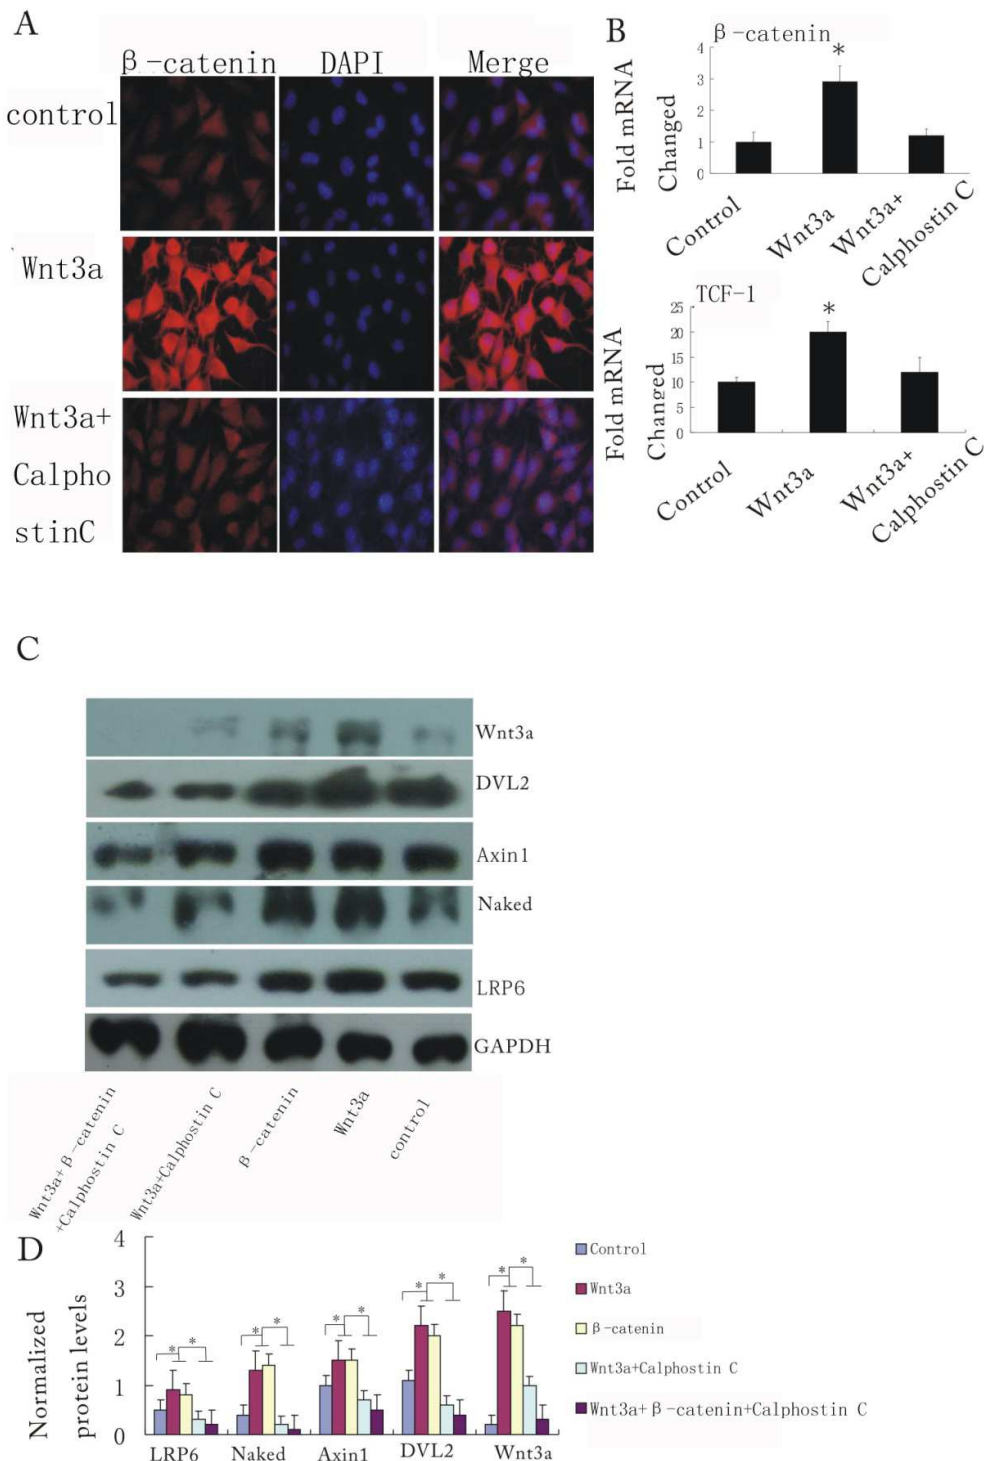 A
β-catenin DAPI Merge
control
Wnt3a
Wnt3a+
Calpho
stinC
B
β-catenin
*
Fold mRNA
Changed
4
3
2
1
0
Control
Wnt3a
Wnt3a+
Calphostin C
TCF-1
*
Fold mRNA
Changed
25
20
15
10
5
0
Control
Wnt3a
Wnt3a+
Calphostin C
C
Wnt3a
DVL2
Axin1
Naked
LRP6
GAPDH
Wnt3a+β-catenin
+Calphostin C
Wnt3a+Calphostin C
β-catenin
Wnt3a
control
D
Normalized
protein levels
4
3
2
1
0
* * * * * * * * * *
LRP6 Naked Axin1 DVL2 Wnt3a
Control
Wnt3a
β-catenin
Wnt3a+Calphostin C
Wnt3a+β-catenin+Calphostin C